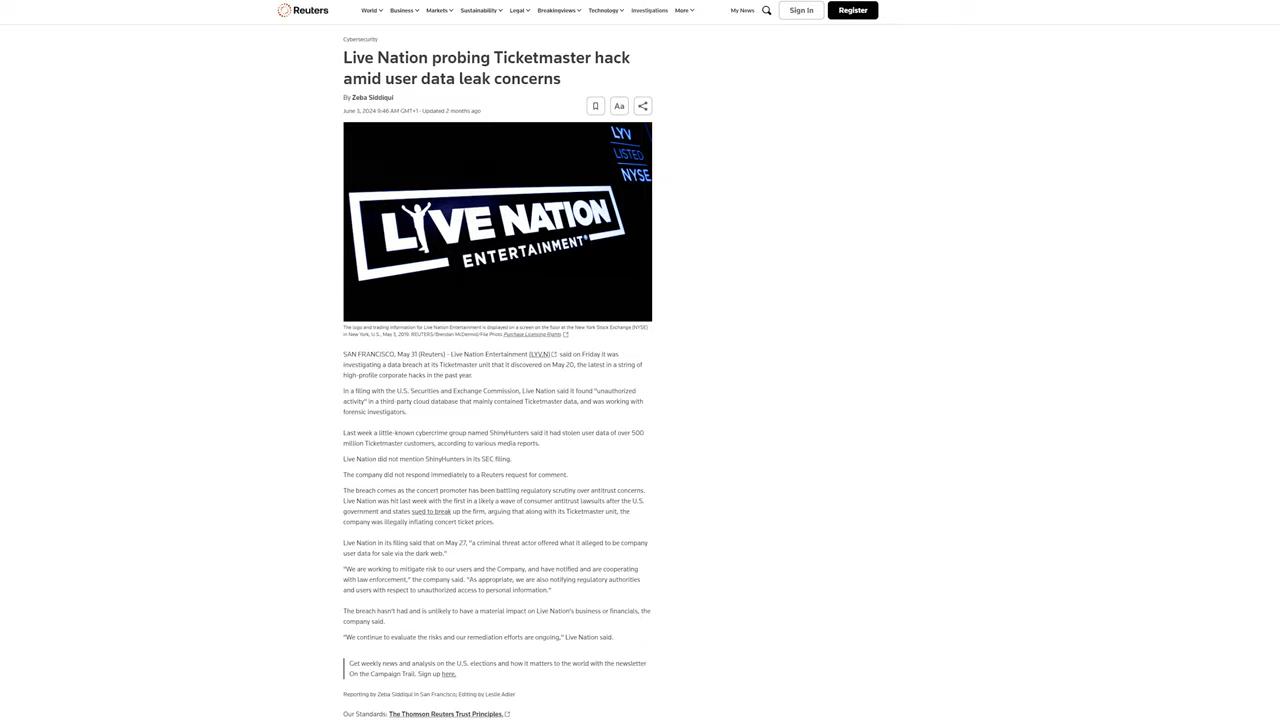 Reuters
World Business Markets Sustainability Legal Breakingviews Technology Investigations More
My News Sign In Register
Cybersecurity
Live Nation probing Ticketmaster hack
amid user data leak concerns
By Zeba Siddiqui
June 3, 2024 9:46 AM GMT+1 · Updated 2 months ago
Aa
LYV
LISTED
NYSE
LIVE NATION
ENTERTAINMENT
The logo and trading information for Live Nation Entertainment is displayed on a screen on the floor at the New York Stock Exchange (NYSE)
in New York, U.S., May 3, 2019. REUTERS/Brendan McDermid/File Photo Purchase Licensing Rights
SAN FRANCISCO, May 31 (Reuters) - Live Nation Entertainment (LYV.N) said on Friday it was
investigating a data breach at its Ticketmaster unit that it discovered on May 20, the latest in a string of
high-profile corporate hacks in the past year.
In a filing with the U.S. Securities and Exchange Commission, Live Nation said it found "unauthorized
activity" in a third-party cloud database that mainly contained Ticketmaster data, and was working with
forensic investigators.
Last week a little-known cybercrime group named ShinyHunters said it had stolen user data of over 500
million Ticketmaster customers, according to various media reports.
Live Nation did not mention ShinyHunters in its SEC filing.
The company did not respond immediately to a Reuters request for comment.
The breach comes as the concert promoter has been battling regulatory scrutiny over antitrust concerns.
Live Nation was hit last week with the first in a likely a wave of consumer antitrust lawsuits after the U.S.
government and states sued to break up the firm, arguing that along with its Ticketmaster unit, the
company was illegally inflating concert ticket prices.
Live Nation in its filing said that on May 27, "a criminal threat actor offered what it alleged to be company
user data for sale via the dark web."
"We are working to mitigate risk to our users and the Company, and have notified and are cooperating
with law enforcement," the company said. "As appropriate, we are also notifying regulatory authorities
and users with respect to unauthorized access to personal information."
The breach hasn't had and is unlikely to have a material impact on Live Nation's business or financials, the
company said.
"We continue to evaluate the risks and our remediation efforts are ongoing," Live Nation said.
Get weekly news and analysis on the U.S. elections and how it matters to the world with the newsletter
On the Campaign Trail. Sign up here.
Reporting by Zeba Siddiqui in San Francisco; Editing by Leslie Adler
Our Standards: The Thomson Reuters Trust Principles.